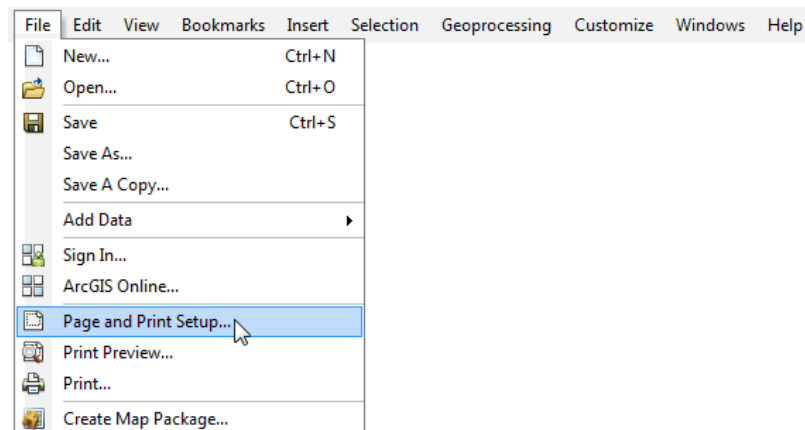 File Edit View Bookmarks Insert Selection Geoprocessing Customize Windows Help
New... Ctrl+N
Open... Ctrl+O
Save Ctrl+S
Save As...
Save A Copy...
Add Data
Sign In...
ArcGIS Online...
Page and Print Setup...
Print Preview...
Print...
Create Map Package...